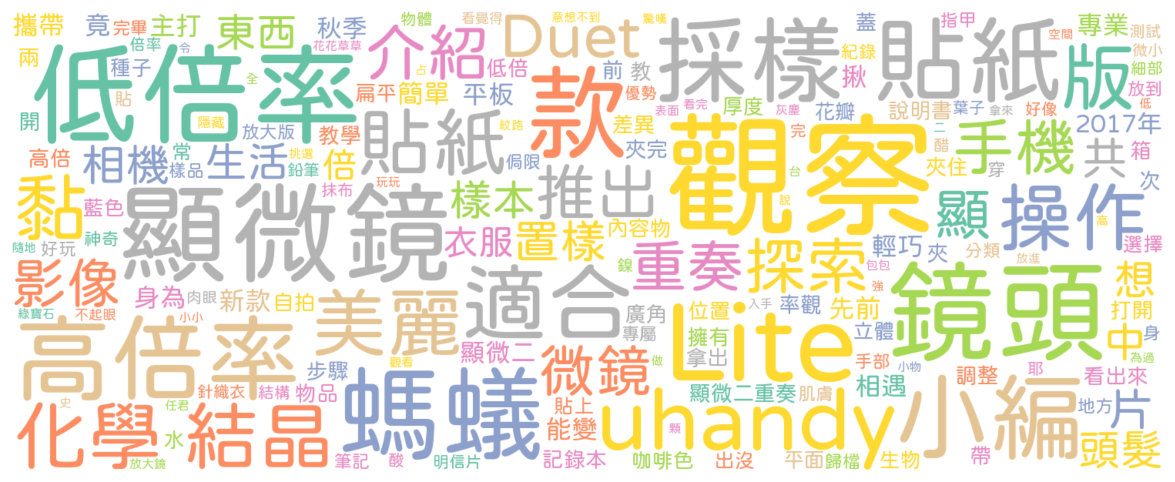 攜帶 竟 完畢 主打 東西 秋季 物體 介紹 看覺得 Duet 意想不到 驚嘆 採樣 貼紙 蓋 指甲 專業 測試
兩 倍率 令 種子 花花草草 低倍 前 教 紀錄 揪 空間 版 微小 細部
低倍率 全 占 扁平 簡單 平板 優勢 款 表面 看完 灰塵 放到
貼 隱藏 開 放大版 教學 貼紙 紋路 差異 厚度 花瓣 說明書 葉子 拿來 好像 低 2017年
高倍 相機 常 樣品 生活 挑選 鉛筆 倍 侷限 夾完 觀察 完 醋 二 夾住 穿 手機 共 箱 次
黏 藍色 顯微鏡 抹布 玩玩 樣本 推出 台 說 顯 操作 高
隨地 好玩 神奇 衣服 置樣 內容物 鎳 重奏 探索 包包 輕巧 夾 分類 放進 選擇
影像 綠寶石 不起眼 身為 肉眼 小小 新款 自拍 美麗 適合 廣角 專屬 位置 入手 率觀 強 先前 鏡頭 想 打開
高倍率 觀看 步驟 顯微二 微鏡 擁有 拿出 做 Lite 立體 手部 小物 中 身 為過 看出來
針織衣 結構 物品 螞蟻 貼上 能變 顯微二重奏 肌膚 相遇 調整 耶 地方 片
史 任君 化學 結晶 水 uhandy 顆 小編 頭髮
放大鏡 筆記 酸 明信片 記錄本 咖啡色 出沒 平面 歸檔 生物 帶